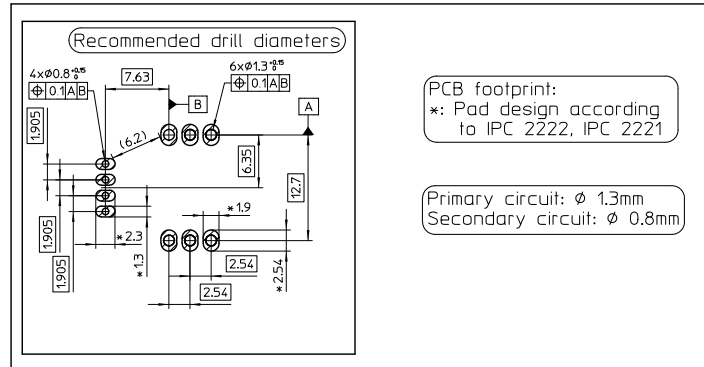 Recommended drill diameters
4xØ0.8 +0.15 0
⌖ 0.1 A B
7.63
6xØ1.3 +0.15 0
⌖ 0.1 A B
B
A
1.905
(6.2)
6.35
12.7
1.905
1.905
*2.3
*1.3
*1.9
2.54
2.54
*2.54
PCB footprint:
*: Pad design according
to IPC 2222, IPC 2221
Primary circuit: Ø 1.3mm
Secondary circuit: Ø 0.8mm